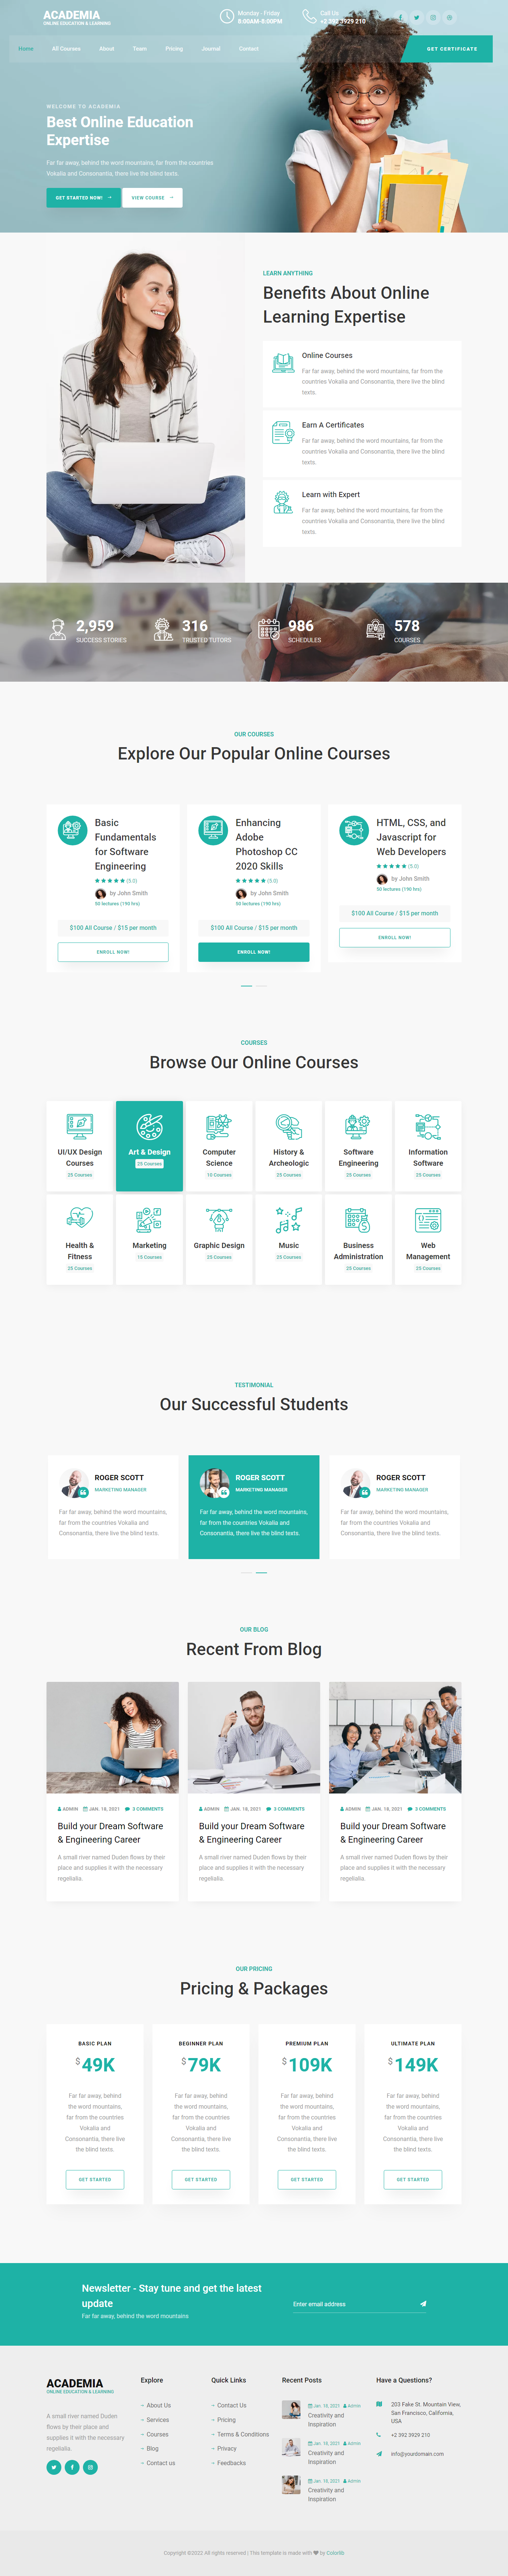 ACADEMIA
ONLINE EDUCATION & LEARNING
Monday - Friday
8:00AM-8:00PM
Call Us
+2 392 3929 210
Home
All Courses
About
Team
Pricing
Journal
Contact
GET CERTIFICATE
WELCOME TO ACADEMIA
Best Online Education
Expertise
Far far away, behind the word mountains, far from the countries
Vokalia and Consonantia, there live the blind texts.
GET STARTED NOW!
VIEW COURSE
LEARN ANYTHING
Benefits About Online
Learning Expertise
Online Courses
Far far away, behind the word mountains, far from the
countries Vokalia and Consonantia, there live the blind
texts.
Earn A Certificates
Far far away, behind the word mountains, far from the
countries Vokalia and Consonantia, there live the blind
texts.
Learn with Expert
Far far away, behind the word mountains, far from the
countries Vokalia and Consonantia, there live the blind
texts.
2,959
SUCCESS STORIES
316
TRUSTED TUTORS
986
SCHEDULES
578
COURSES
OUR COURSES
Explore Our Popular Online Courses
Basic
Fundamentals
for Software
Engineering
(5.0)
by John Smith
50 lectures (190 hrs)
$100 All Course / $15 per month
ENROLL NOW!
Enhancing
Adobe
Photoshop CC
2020 Skills
(5.0)
by John Smith
50 lectures (190 hrs)
$100 All Course / $15 per month
ENROLL NOW!
HTML, CSS, and
Javascript for
Web Developers
(5.0)
by John Smith
50 lectures (190 hrs)
$100 All Course / $15 per month
ENROLL NOW!
COURSES
Browse Our Online Courses
UI/UX Design
Courses
25 Courses
Art & Design
25 Courses
Computer
Science
10 Courses
History &
Archeologic
25 Courses
Software
Engineering
25 Courses
Information
Software
25 Courses
Health &
Fitness
25 Courses
Marketing
15 Courses
Graphic Design
25 Courses
Music
25 Courses
Business
Administration
25 Courses
Web
Management
25 Courses
TESTIMONIAL
Our Successful Students
ROGER SCOTT
MARKETING MANAGER
Far far away, behind the word mountains,
far from the countries Vokalia and
Consonantia, there live the blind texts.
ROGER SCOTT
MARKETING MANAGER
Far far away, behind the word mountains,
far from the countries Vokalia and
Consonantia, there live the blind texts.
ROGER SCOTT
MARKETING MANAGER
Far far away, behind the word mountains,
far from the countries Vokalia and
Consonantia, there live the blind texts.
OUR BLOG
Recent From Blog
ADMIN JAN. 18, 2021 3 COMMENTS
Build your Dream Software
& Engineering Career
A small river named Duden flows by their
place and supplies it with the necessary
regelialia.
ADMIN JAN. 18, 2021 3 COMMENTS
Build your Dream Software
& Engineering Career
A small river named Duden flows by their
place and supplies it with the necessary
regelialia.
ADMIN JAN. 18, 2021 3 COMMENTS
Build your Dream Software
& Engineering Career
A small river named Duden flows by their
place and supplies it with the necessary
regelialia.
OUR PRICING
Pricing & Packages
BASIC PLAN
$49K
Far far away, behind
the word mountains,
far from the countries
Vokalia and
Consonantia, there live
the blind texts.
GET STARTED
BEGINNER PLAN
$79K
Far far away, behind
the word mountains,
far from the countries
Vokalia and
Consonantia, there live
the blind texts.
GET STARTED
PREMIUM PLAN
$109K
Far far away, behind
the word mountains,
far from the countries
Vokalia and
Consonantia, there live
the blind texts.
GET STARTED
ULTIMATE PLAN
$149K
Far far away, behind
the word mountains,
far from the countries
Vokalia and
Consonantia, there live
the blind texts.
GET STARTED
Newsletter - Stay tune and get the latest
update
Far far away, behind the word mountains
Enter email address
ACADEMIA
ONLINE EDUCATION & LEARNING
A small river named Duden
flows by their place and
supplies it with the necessary
regelialia.
Explore
About Us
Services
Courses
Blog
Contact us
Quick Links
Contact Us
Pricing
Terms & Conditions
Privacy
Feedbacks
Recent Posts
Jan. 18, 2021 Admin
Creativity and
Inspiration
Jan. 18, 2021 Admin
Creativity and
Inspiration
Jan. 18, 2021 Admin
Creativity and
Inspiration
Have a Questions?
203 Fake St. Mountain View,
San Francisco, California,
USA
+2 392 3929 210
info@yourdomain.com
Copyright ©2022 All rights reserved | This template is made with by Colorlib